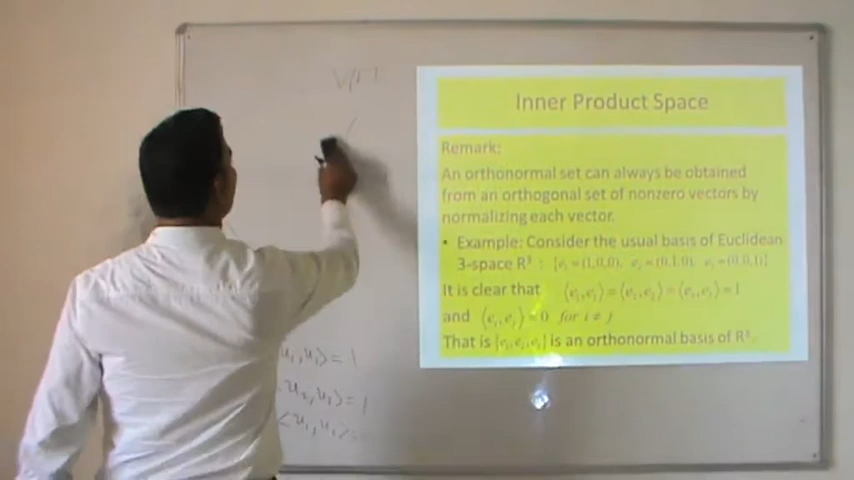 Inner Product Space
Remark:
An orthonormal set can always be obtained
from an orthogonal set of nonzero vectors by
normalizing each vector.
• Example: Consider the usual basis of Euclidean
3-space R³ : {e₁=(1,0,0), e₂=(0,1,0), e₃=(0,0,1)}
It is clear that ⟨e₁,e₁⟩=⟨e₂,e₂⟩=⟨e₃,e₃⟩=1
and ⟨eᵢ,eⱼ⟩=0 for i ≠ j
That is {e₁,e₂,e₃} is an orthonormal basis of R³.
u₁,u₁⟩=1
u₂,u₂⟩=1